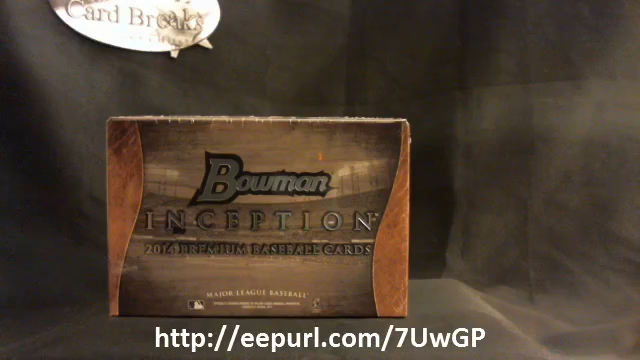 Card Breaks
Bowman
INCEPTION
2014 PREMIUM BASEBALL CARDS
MAJOR LEAGUE BASEBALL
http://eepurl.com/7UwGP